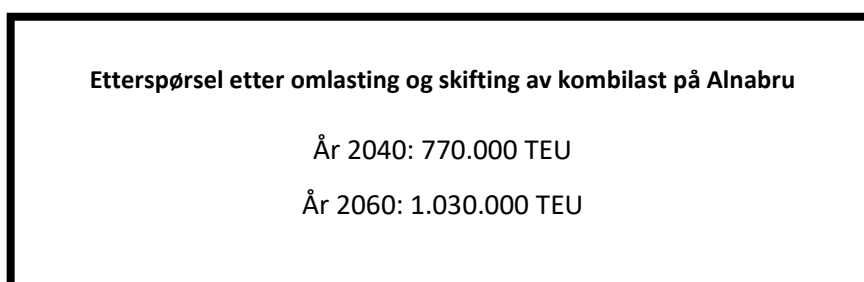 Etterspørsel etter omlasting og skifting av kombilast på Alnabru
År 2040: 770.000 TEU
År 2060: 1.030.000 TEU